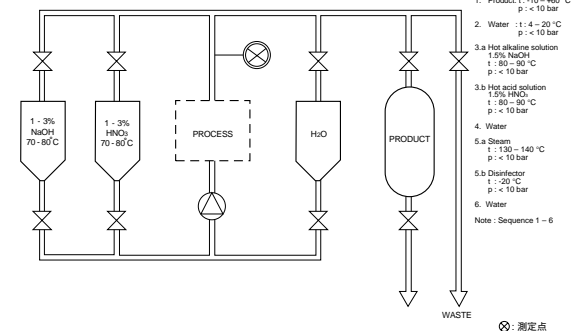 1. Product: t : -10 – +60 °C
p : < 10 bar
2. Water : t : 4 – 20 °C
p : < 10 bar
3.a Hot alkaline solution
1.5% NaOH
t : 80 – 90 °C
p : < 10 bar
3.b Hot acid solution
1.5% HNO₃
t : 80 – 90 °C
p : < 10 bar
4. Water
5.a Steam
t : 130 – 140 °C
p : < 10 bar
5.b Disinfector
t : -20 °C
p : < 10 bar
6. Water
Note : Sequence 1 – 6
1 - 3%
NaOH
70 - 80°C
1 - 3%
HNO3
70 - 80°C
PROCESS
H2O
PRODUCT
WASTE
: 測定点